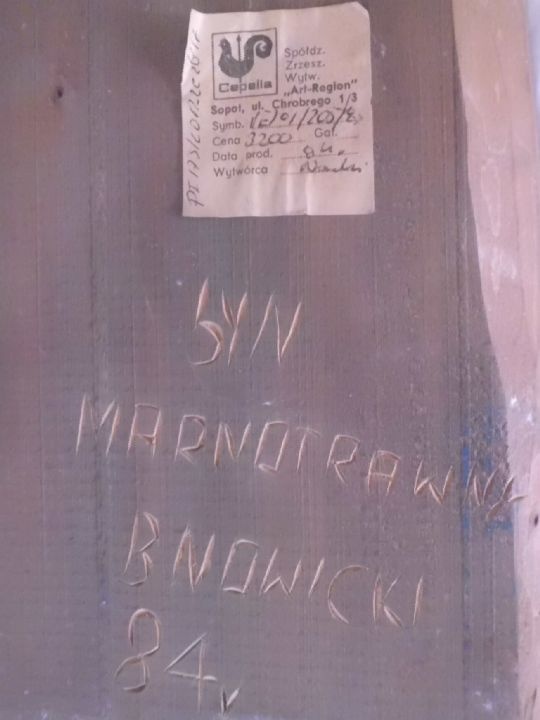 Cepelia
Spółdz.
Zrzesz.
Wytw.
„Art-Region"
Sopot, ul. Chrobrego 1/3
Symb.
Cena 3200 Gat.
Data prod. 84.
Wytwórca
SYN
MARNOTRAWNY
B NOWICKI
84